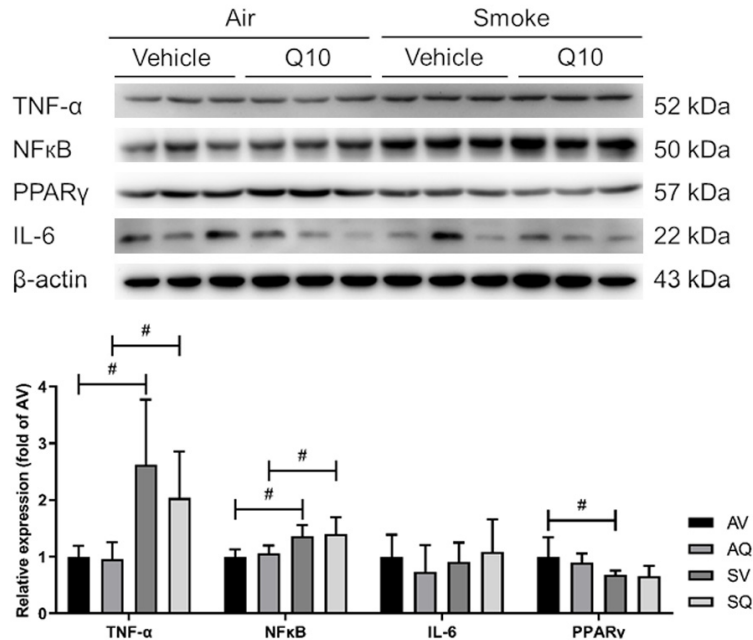 Air Smoke
Vehicle Q10 Vehicle Q10
TNF-α 52 kDa
NFκB 50 kDa
PPARγ 57 kDa
IL-6 22 kDa
β-actin 43 kDa
#
#
#
#
#
Relative expression (fold of AV)
4
3
2
1
0
TNF-α NFκB IL-6 PPARγ
AV
AQ
SV
SQ